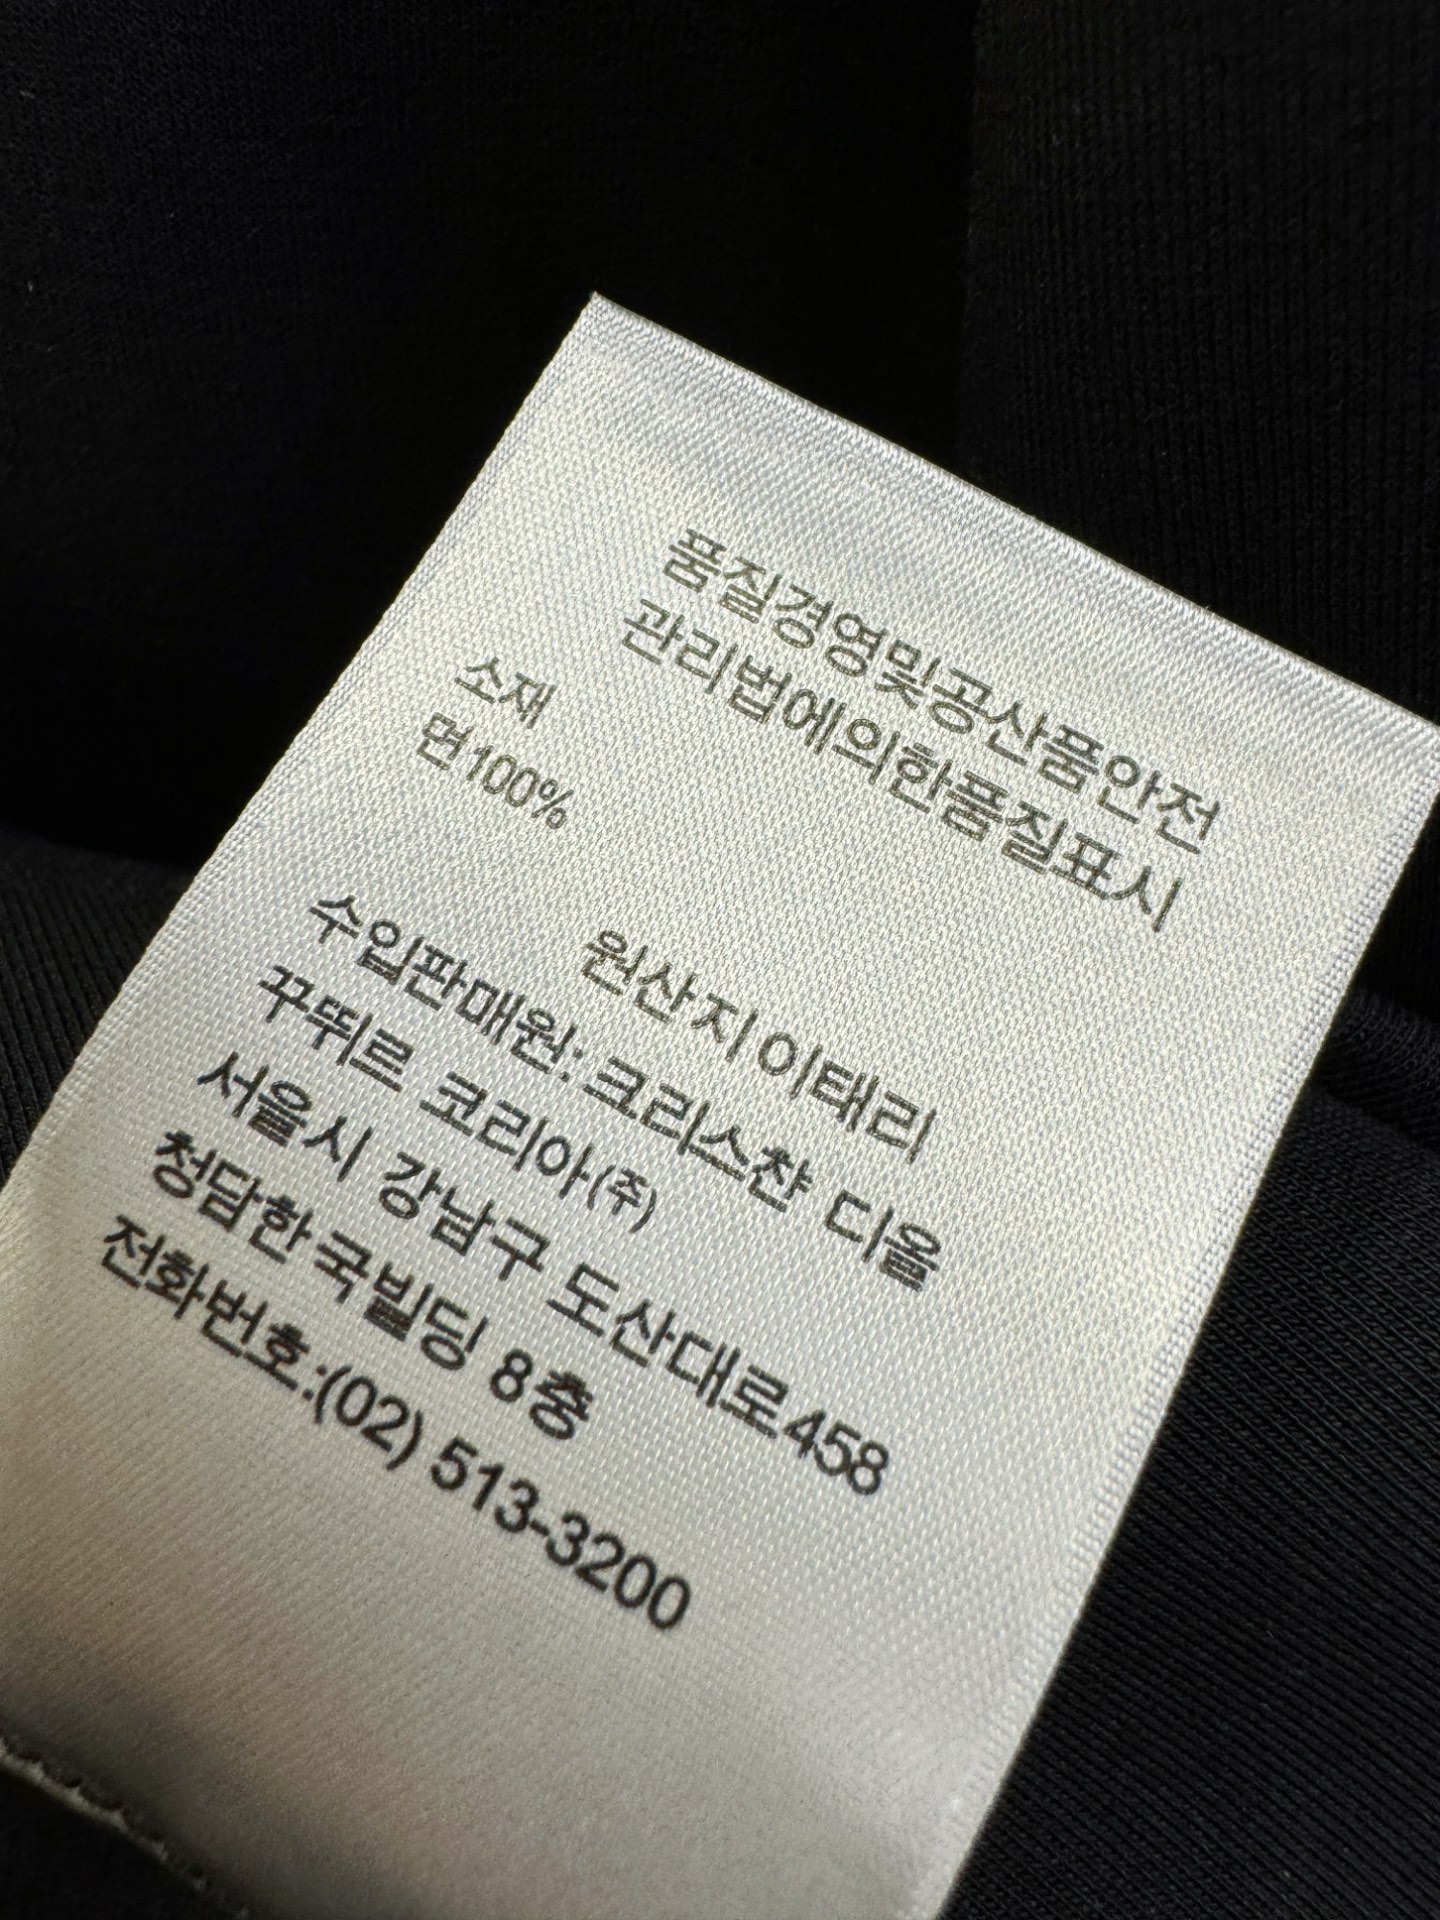 품질경영및공산품안전
관리법에의한품질표시
소재
면100%
원산지 이태리
수입판매원: 크리스챤 디올
꾸뛰르 코리아(주)
서울시 강남구 도산대로458
청담한국빌딩 8층
전화번호:(02) 513-3200